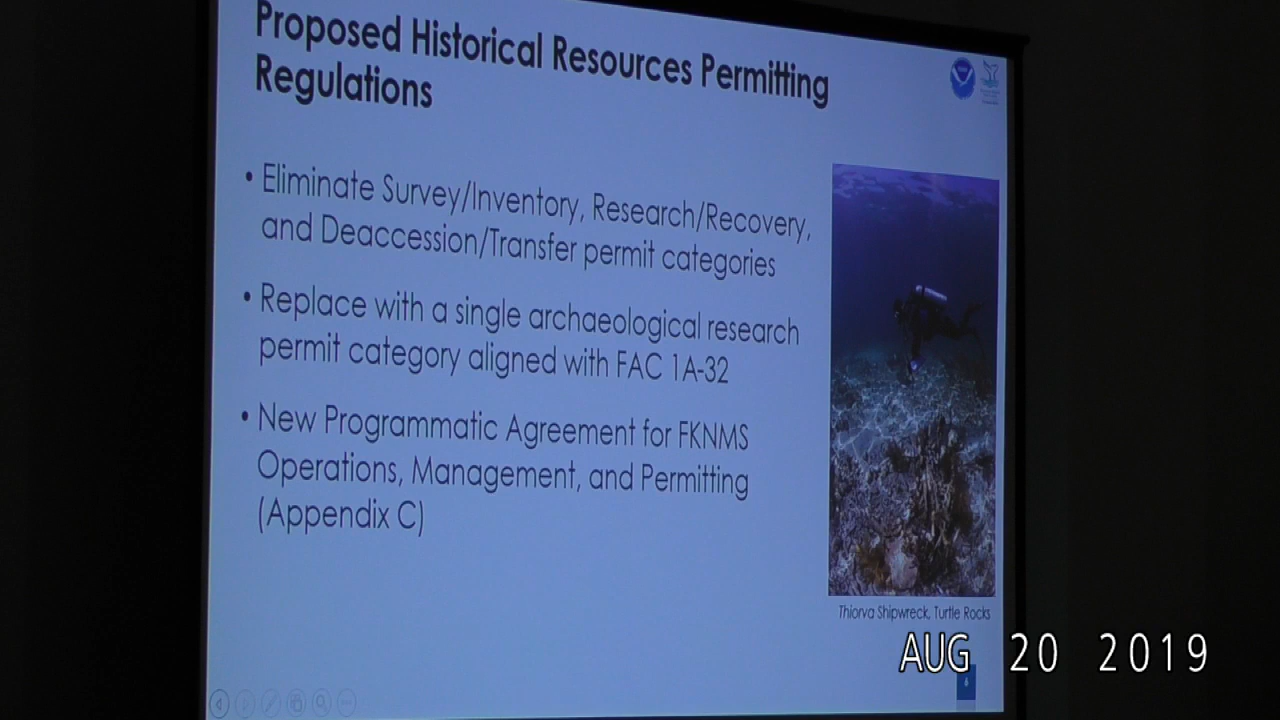 Proposed Historical Resources Permitting
Regulations
• Eliminate Survey/Inventory, Research/Recovery,
and Deaccession/Transfer permit categories
• Replace with a single archaeological research
permit category aligned with FAC 1A-32
• New Programmatic Agreement for FKNMS
Operations, Management, and Permitting
(Appendix C)
Thiorva Shipwreck, Turtle Rocks
AUG 20 2019